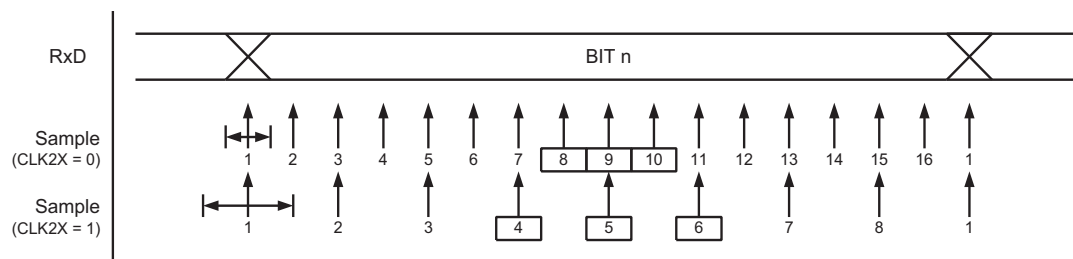 RxD BIT n
Sample
(CLK2X = 0)
1 2 3 4 5 6 7 8 9 10 11 12 13 14 15 16 1
Sample
(CLK2X = 1)
1 2 3 4 5 6 7 8 1